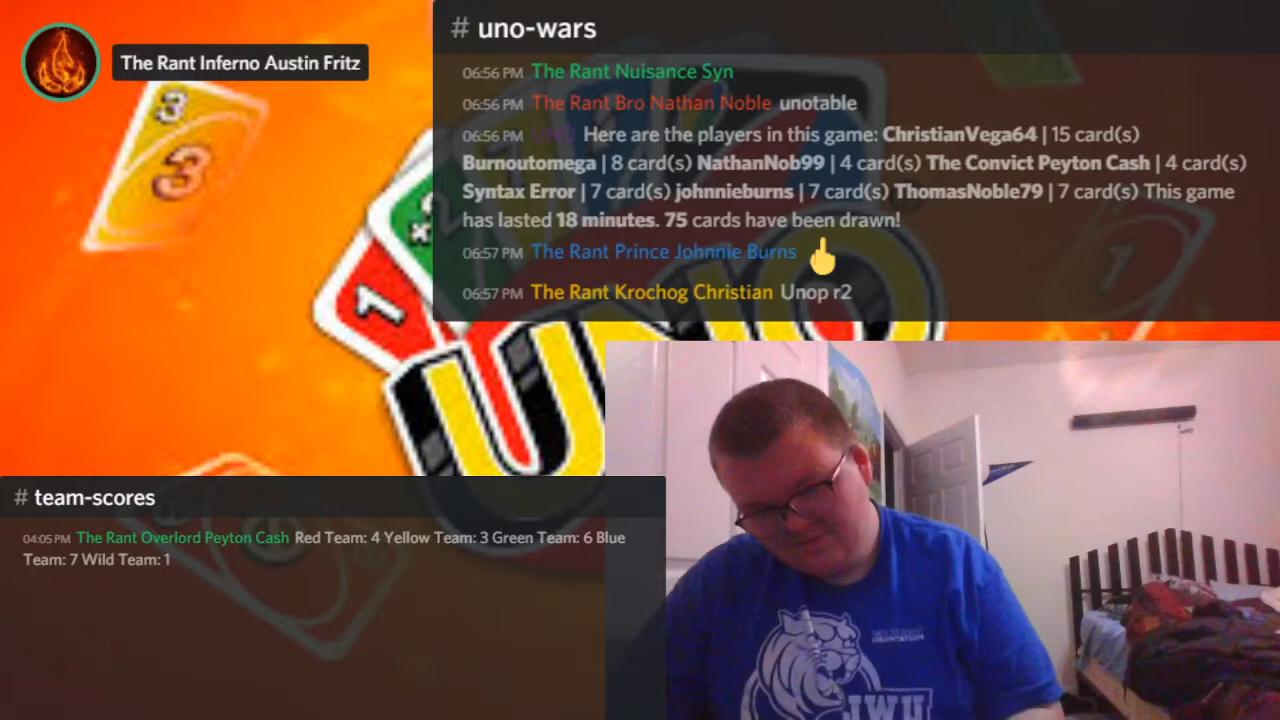 # uno-wars
The Rant Inferno Austin Fritz
06:56 PM The Rant Nuisance Syn
06:56 PM The Rant Bro Nathan Noble unotable
06:56 PM UNO Here are the players in this game: ChristianVega64 | 15 card(s)
Burnoutomega | 8 card(s) NathanNob99 | 4 card(s) The Convict Peyton Cash | 4 card(s)
Syntax Error | 7 card(s) johnnieburns | 7 card(s) ThomasNoble79 | 7 card(s) This game
has lasted 18 minutes. 75 cards have been drawn!
06:57 PM The Rant Prince Johnnie Burns 🖕
06:57 PM The Rant Krochog Christian Unop r2
3
3
1
1
UNO
# team-scores
04:05 PM The Rant Overlord Peyton Cash Red Team: 4 Yellow Team: 3 Green Team: 6 Blue
Team: 7 Wild Team: 1
ORIENTATION
JWU